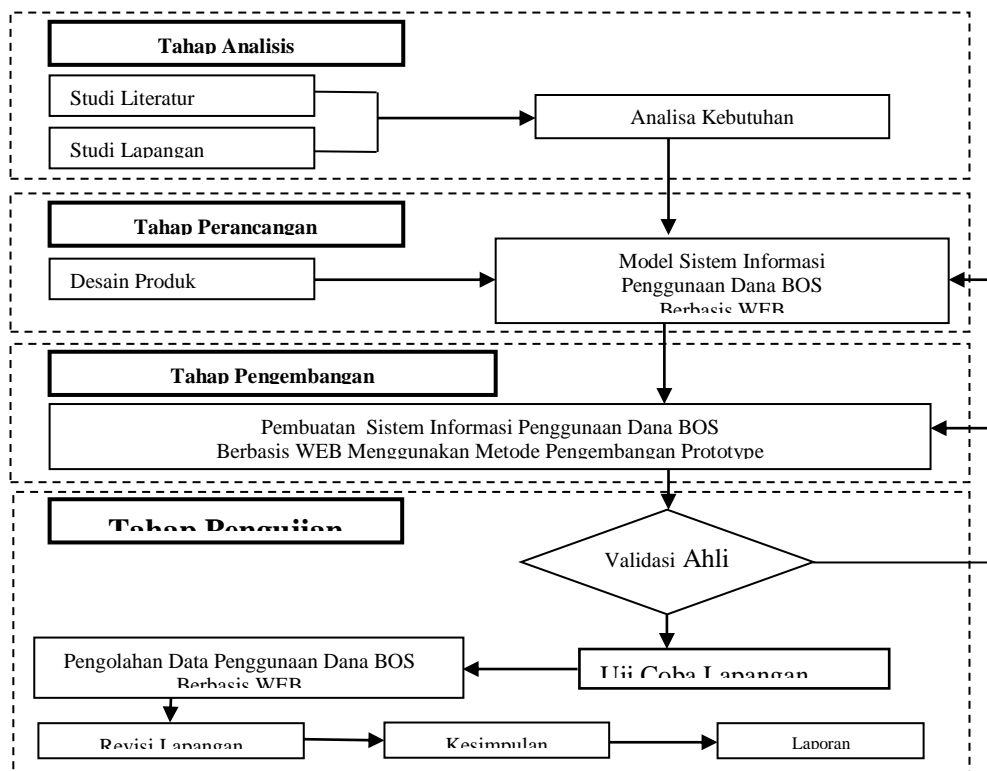 Tahap Analisis
Studi Literatur
Studi Lapangan
Analisa Kebutuhan
Tahap Perancangan
Desain Produk
Model Sistem Informasi
Penggunaan Dana BOS
Berbasis WEB
Tahap Pengembangan
Pembuatan Sistem Informasi Penggunaan Dana BOS
Berbasis WEB Menggunakan Metode Pengembangan Prototype
Tahap Pengujian
Validasi Ahli
Uji Coba Lapangan
Pengolahan Data Penggunaan Dana BOS
Berbasis WEB
Revisi Lapangan
Kesimpulan
Laporan